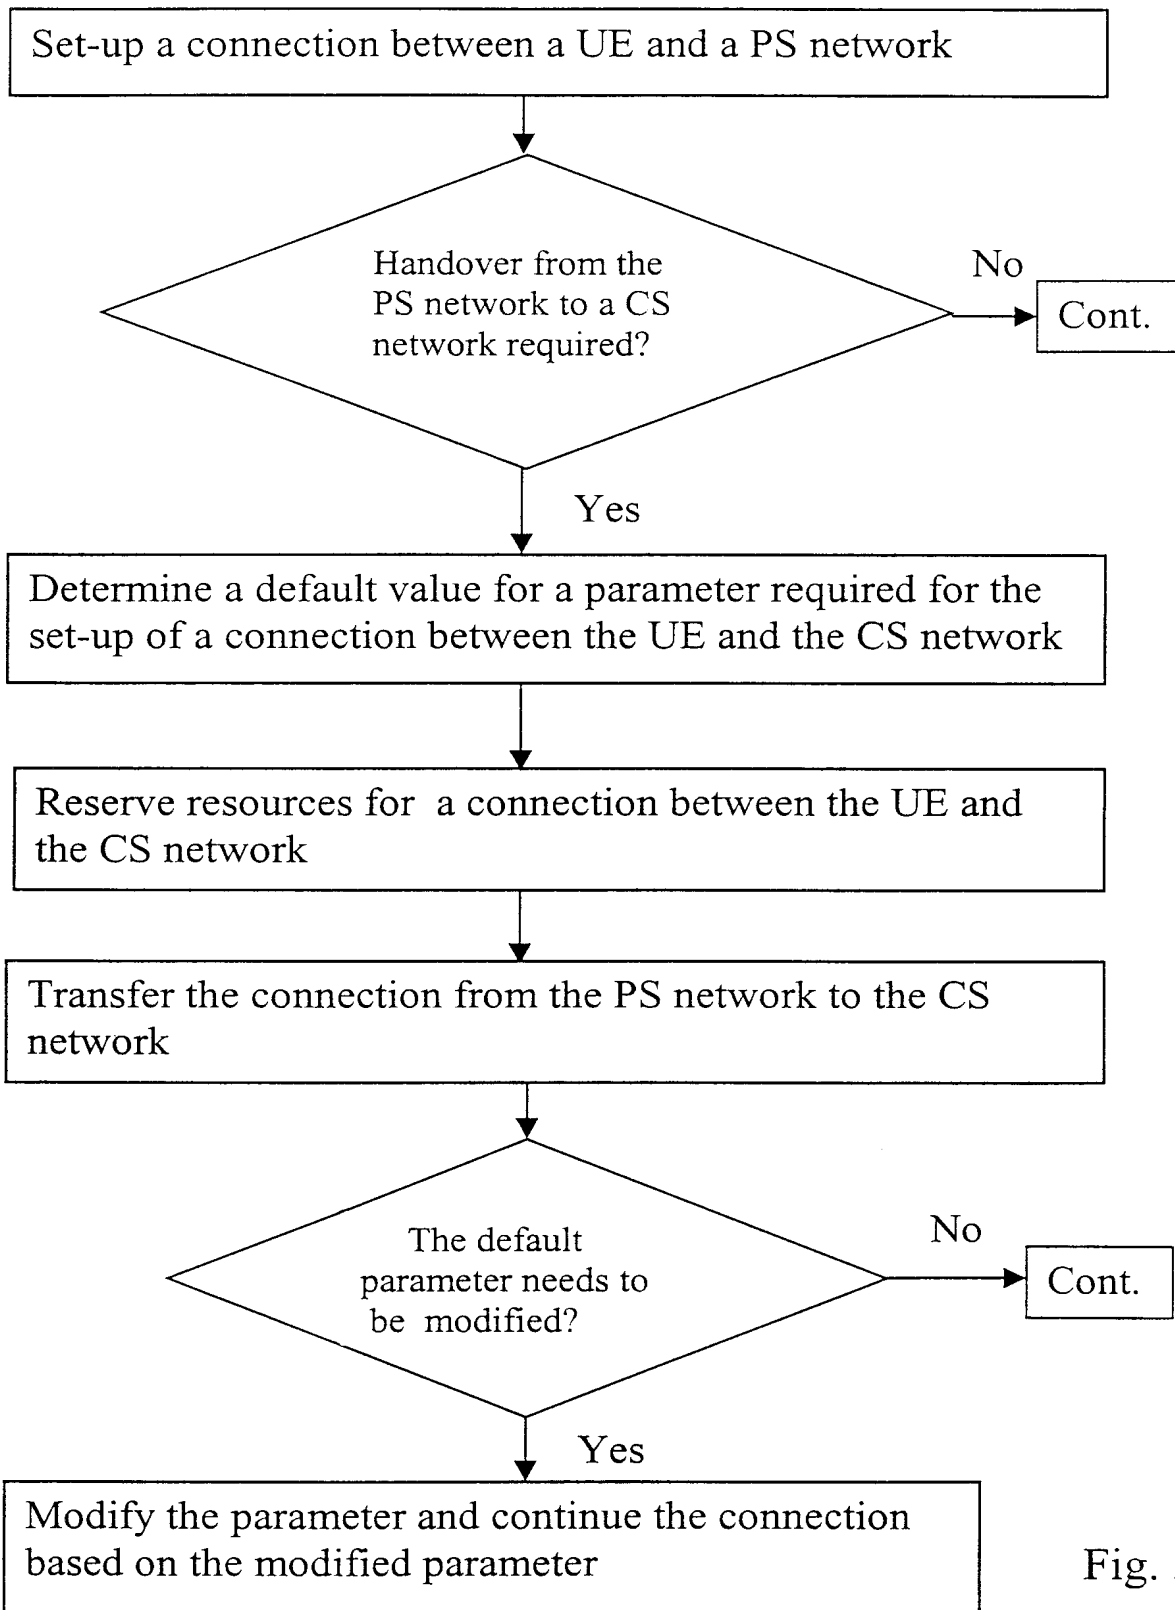 Set-up a connection between a UE and a PS network
Handover from the
PS network to a CS
network required?
No
Cont.
Yes
Determine a default value for a parameter required for the
set-up of a connection between the UE and the CS network
Reserve resources for a connection between the UE and
the CS network
Transfer the connection from the PS network to the CS
network
The default
parameter needs to
be modified?
No
Cont.
Yes
Modify the parameter and continue the connection
based on the modified parameter
Fig.